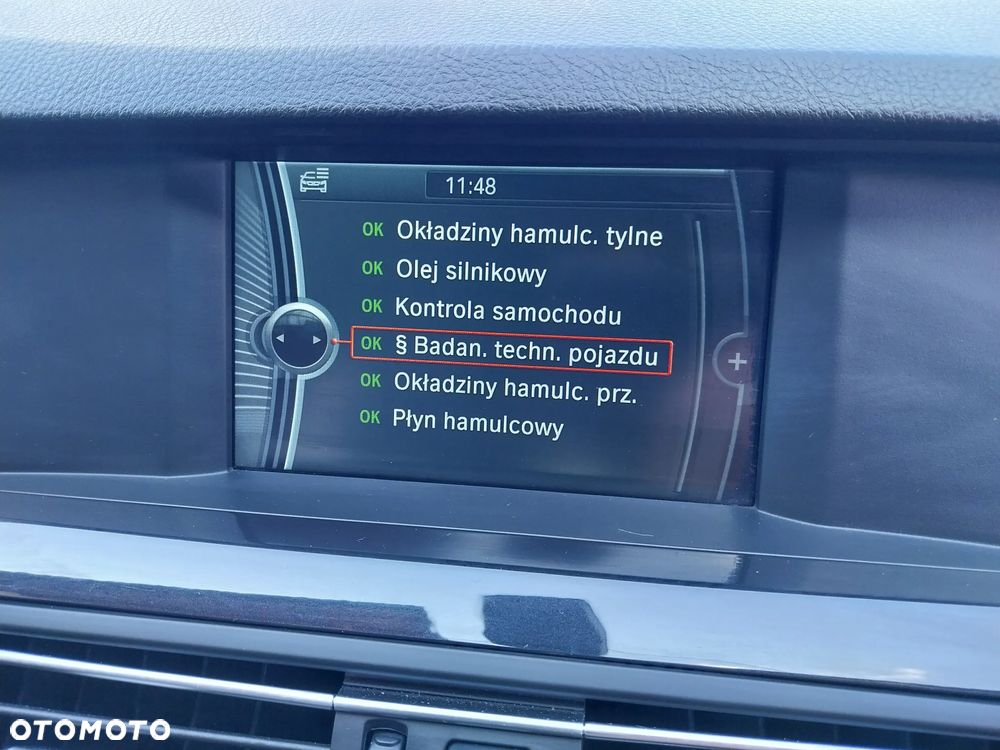 11:48
OK Okładziny hamulc. tylne
OK Olej silnikowy
OK Kontrola samochodu
OK § Badan. techn. pojazdu
OK Okładziny hamulc. prz.
OK Płyn hamulcowy
OTOMOTO